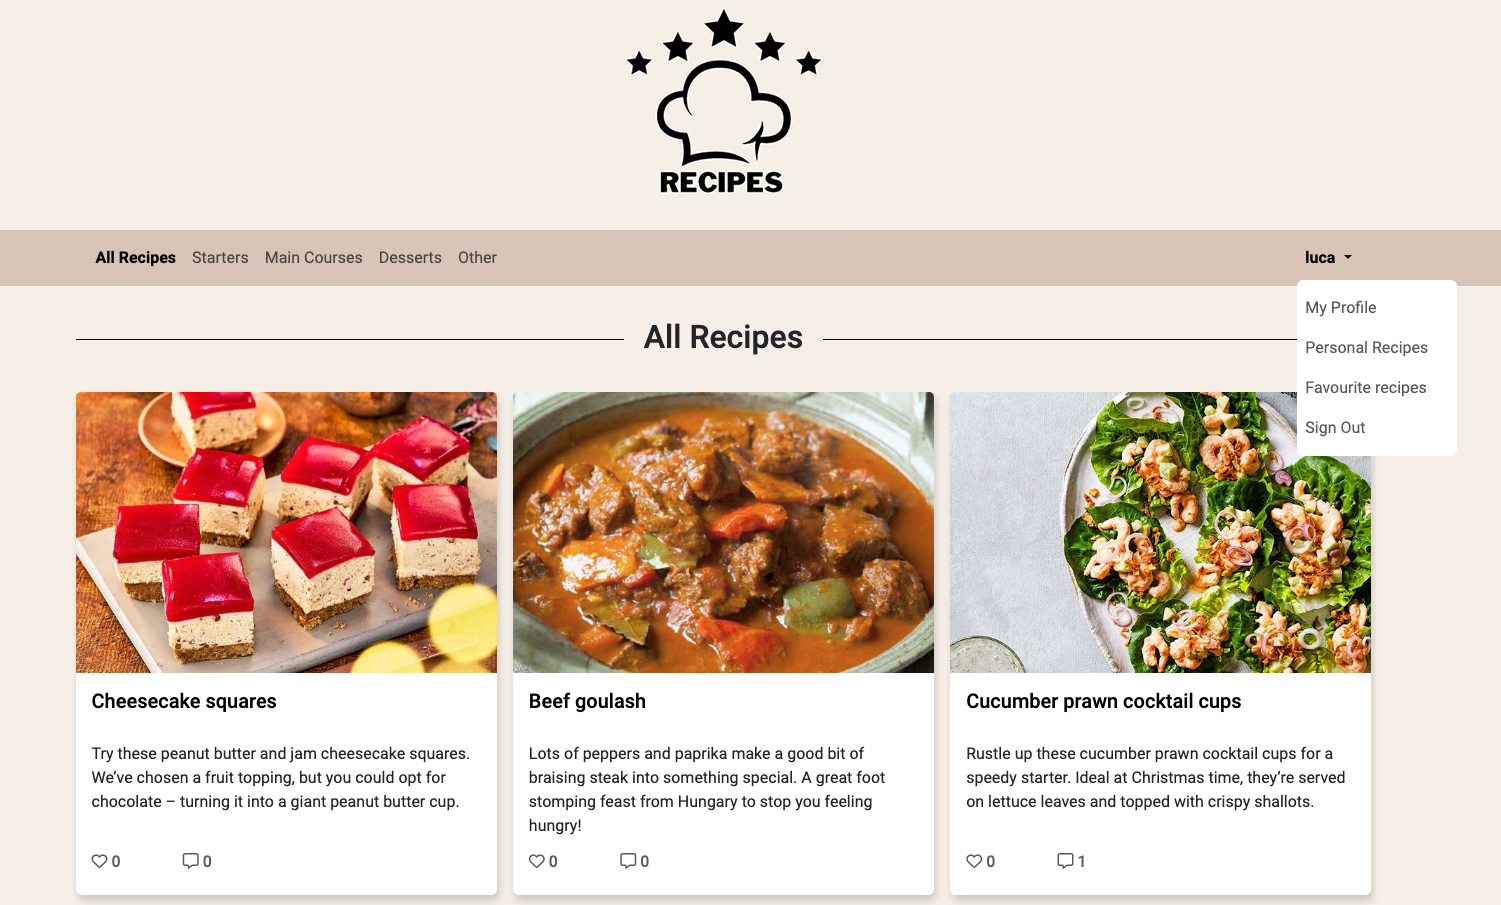 RECIPES
All Recipes Starters Main Courses Desserts Other luca
My Profile
Personal Recipes
Favourite recipes
Sign Out
All Recipes
Cheesecake squares
Try these peanut butter and jam cheesecake squares.
We’ve chosen a fruit topping, but you could opt for
chocolate – turning it into a giant peanut butter cup.
0 0
Beef goulash
Lots of peppers and paprika make a good bit of
braising steak into something special. A great foot
stomping feast from Hungary to stop you feeling
hungry!
0 0
Cucumber prawn cocktail cups
Rustle up these cucumber prawn cocktail cups for a
speedy starter. Ideal at Christmas time, they’re served
on lettuce leaves and topped with crispy shallots.
0 1